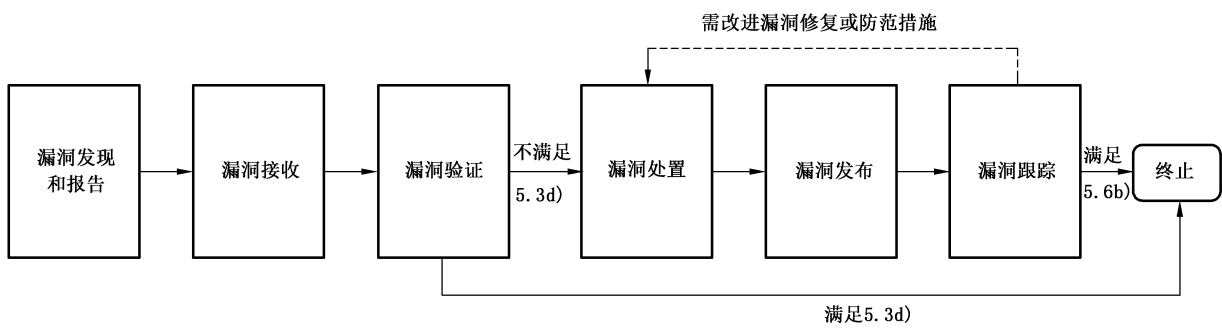 需改进漏洞修复或防范措施
漏洞发现
和报告
漏洞接收
漏洞验证
不满足
5.3d)
漏洞处置
漏洞发布
漏洞跟踪
满足
5.6b)
终止
满足5.3d)